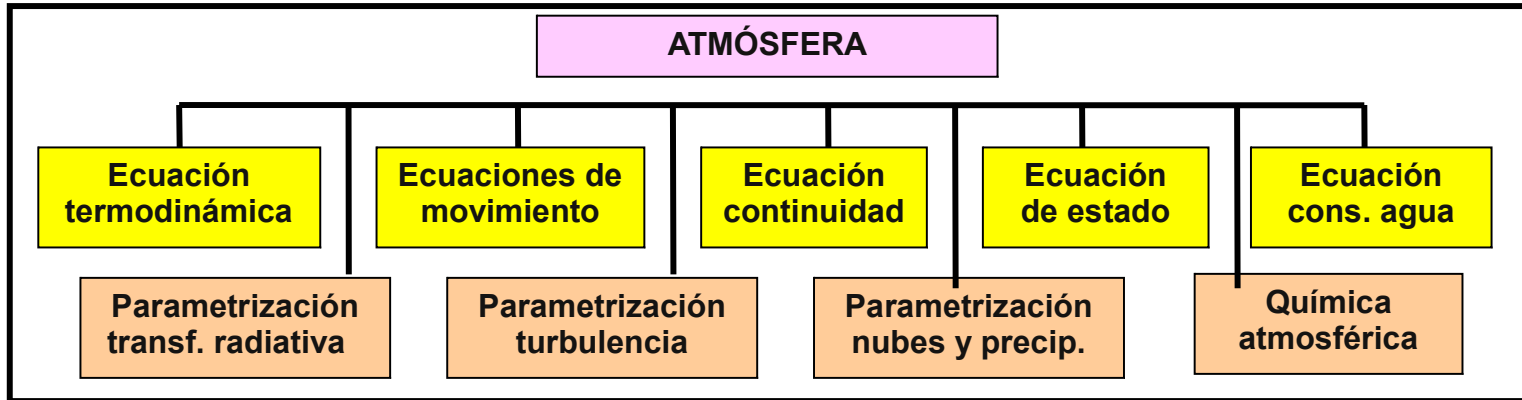 ATMÓSFERA
Ecuación
termodinámica
Ecuaciones de
movimiento
Ecuación
continuidad
Ecuación
de estado
Ecuación
cons. agua
Parametrización
transf. radiativa
Parametrización
turbulencia
Parametrización
nubes y precip.
Química
atmosférica